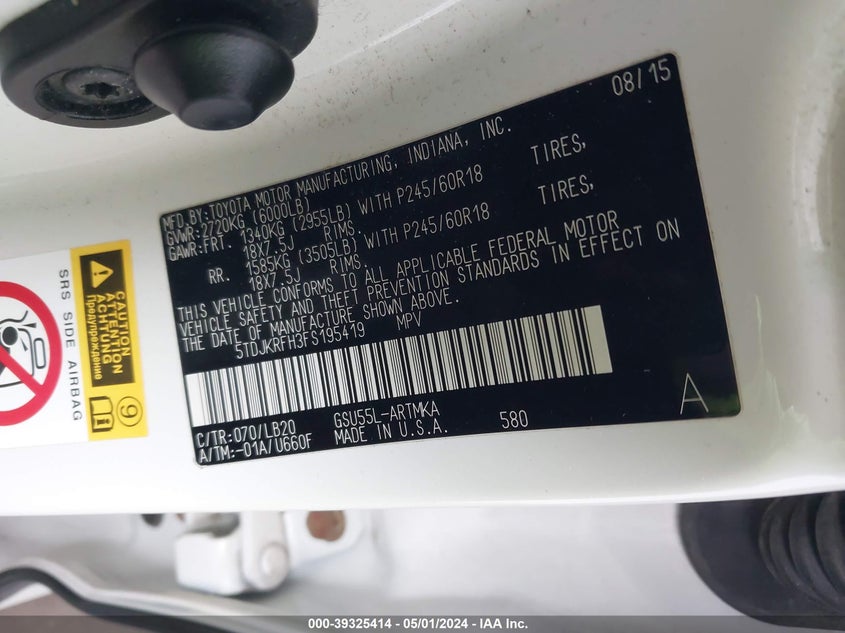 08/15
MFD.BY:TOYOTA MOTOR MANUFACTURING, INDIANA, INC.
GVWR:2720KG (6000LB)
GAWR:FRT. 1340KG (2955LB) WITH P245/60R18 TIRES,
18X7.5J RIMS.
RR. 1585KG (3505LB) WITH P245/60R18 TIRES,
18X7.5J RIMS.
THIS VEHICLE CONFORMS TO ALL APPLICABLE FEDERAL MOTOR
VEHICLE SAFETY AND THEFT PREVENTION STANDARDS IN EFFECT ON
THE DATE OF MANUFACTURE SHOWN ABOVE.
5TDJKRFH3FS195419 MPV
C/TR:070/LB20 GSU55L-ARTMKA 580 A
A/TM:-01A/U660F MADE IN U.S.A.
CAUTION
ATTENTION
ACHTUNG
Предупреждение
9
SRS SIDE AIRBAG
000-39325414 - 05/01/2024 - IAA Inc.